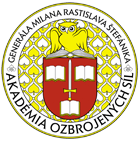 GENERÁLA MILANA RASTISLAVA ŠTEFÁNIKA
AKADÉMIA OZBROJENÝCH SÍL